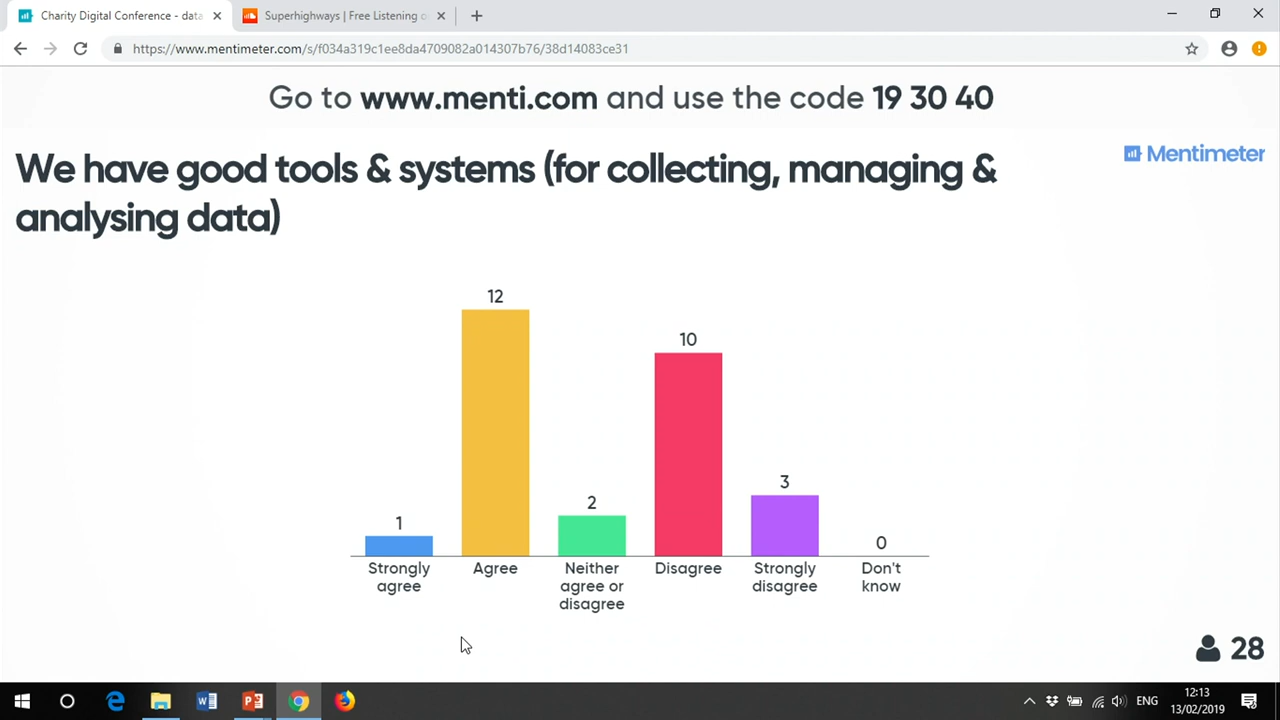 Charity Digital Conference - data
Superhighways | Free Listening o
https://www.mentimeter.com/s/f034a319c1ee8da4709082a014307b76/38d14083ce31
Go to www.menti.com and use the code 19 30 40
We have good tools & systems (for collecting, managing &
analysing data)
Mentimeter
12
10
3
2
1
0
Strongly
agree
Agree
Neither
agree or
disagree
Disagree
Strongly
disagree
Don't
know
28
ENG
12:13
13/02/2019